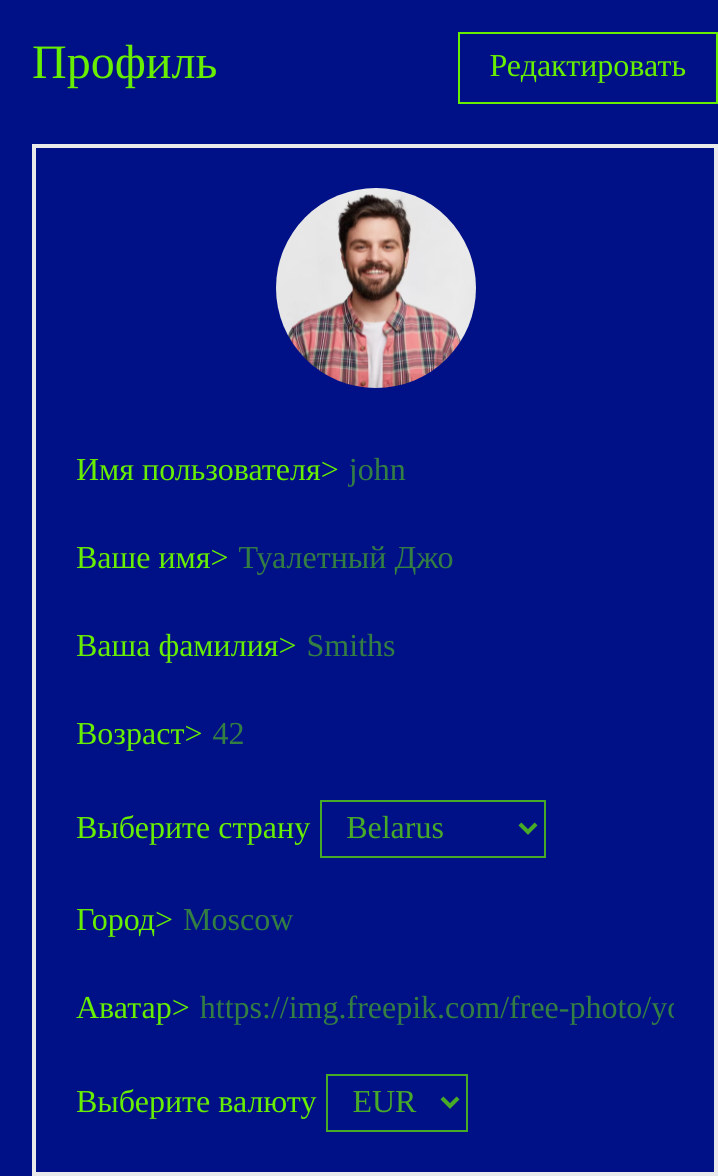 Профиль
Редактировать
Имя пользователя> john
Ваше имя> Туалетный Джо
Ваша фамилия> Smiths
Возраст> 42
Выберите страну Belarus
Город> Moscow
Аватар> https://img.freepik.com/free-photo/yo
Выберите валюту EUR